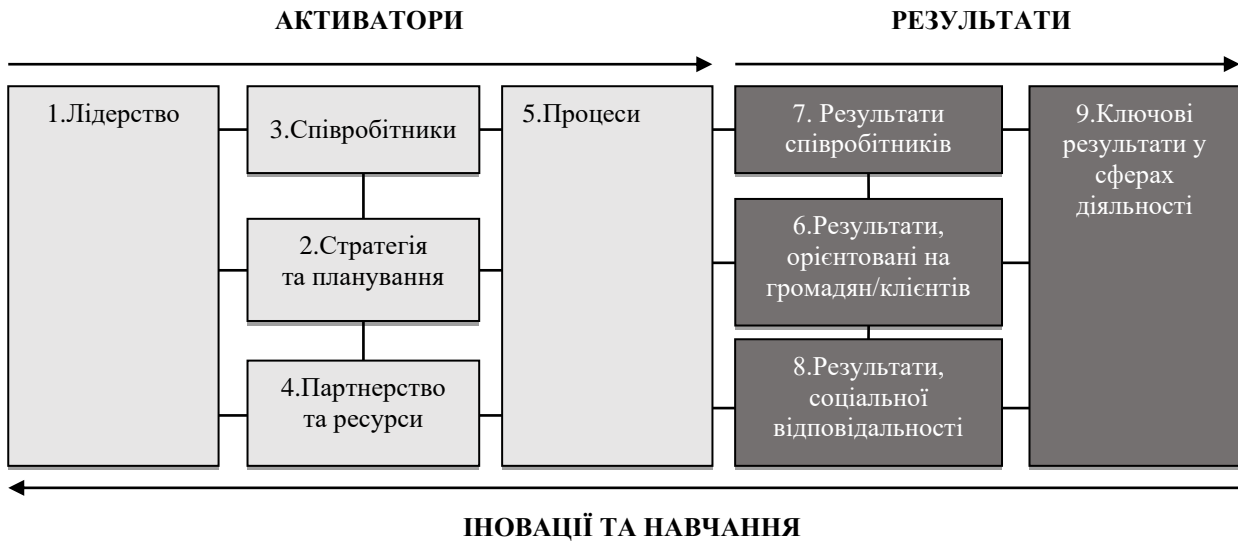 АКТИВАТОРИ
РЕЗУЛЬТАТИ
1.Лідерство
3.Співробітники
2.Стратегія
та планування
4.Партнерство
та ресурси
5.Процеси
7. Результати
співробітників
6.Результати,
орієнтовані на
громадян/клієнтів
8.Результати,
соціальної
відповідальності
9.Ключові
результати у
сферах
діяльності
ІНОВАЦІЇ ТА НАВЧАННЯ